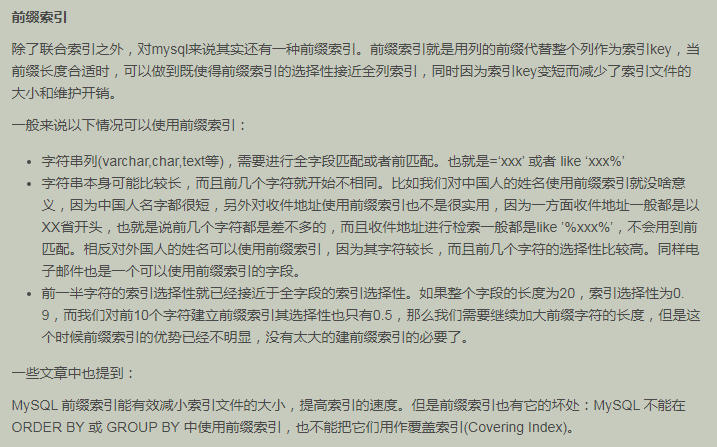 前缀索引
除了联合索引之外，对mysql来说其实还有一种前缀索引。前缀索引就是用列的前缀代替整个列作为索引key，当
前缀长度合适时，可以做到既使得前缀索引的选择性接近全列索引，同时因为索引key变短而减少了索引文件的
大小和维护开销。
一般来说以下情况可以使用前缀索引：
• 字符串列(varchar,char,text等)，需要进行全字段匹配或者前匹配。也就是=‘xxx’ 或者 like ‘xxx%’
• 字符串本身可能比较长，而且前几个字符就开始不相同。比如我们对中国人的姓名使用前缀索引就没啥意
义，因为中国人名字都很短，另外对收件地址使用前缀索引也不是很实用，因为一方面收件地址一般都是以
XX省开头，也就是说前几个字符都是差不多的，而且收件地址进行检索一般都是like ’%xxx%’，不会用到前
匹配。相反对外国人的姓名可以使用前缀索引，因为其字符较长，而且前几个字符的选择性比较高。同样电
子邮件也是一个可以使用前缀索引的字段。
• 前一半字符的索引选择性就已经接近于全字段的索引选择性。如果整个字段的长度为20，索引选择性为0.
9，而我们对前10个字符建立前缀索引其选择性也只有0.5，那么我们需要继续加大前缀字符的长度，但是这
个时候前缀索引的优势已经不明显，没有太大的建前缀索引的必要了。
一些文章中也提到：
MySQL 前缀索引能有效减小索引文件的大小，提高索引的速度。但是前缀索引也有它的坏处：MySQL 不能在
ORDER BY 或 GROUP BY 中使用前缀索引，也不能把它们用作覆盖索引(Covering Index)。